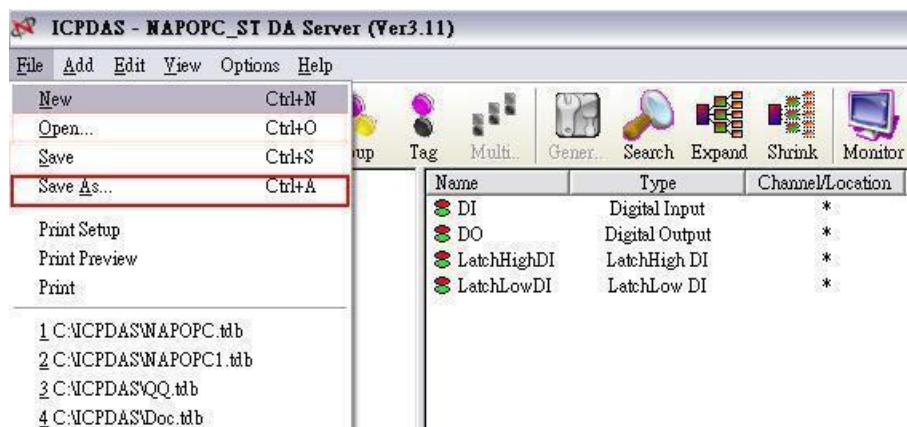 ICPDAS - NAPOPC_ST DA Server (Ver3.11)
File Add Edit View Options Help
New Ctrl+N
Open... Ctrl+O
Save Ctrl+S
Save As... Ctrl+A
Print Setup
Print Preview
Print
1 C:\ICPDAS\NAPOPC.tdb
2 C:\ICPDAS\NAPOPC1.tdb
3 C:\ICPDAS\QQ.tdb
4 C:\ICPDAS\Doc.tdb
up Tag Multi.. Gener.. Search Expand Shrink Monitor
Name Type Channel/Location
DI Digital Input *
DO Digital Output *
LatchHighDI LatchHigh DI *
LatchLowDI LatchLow DI *